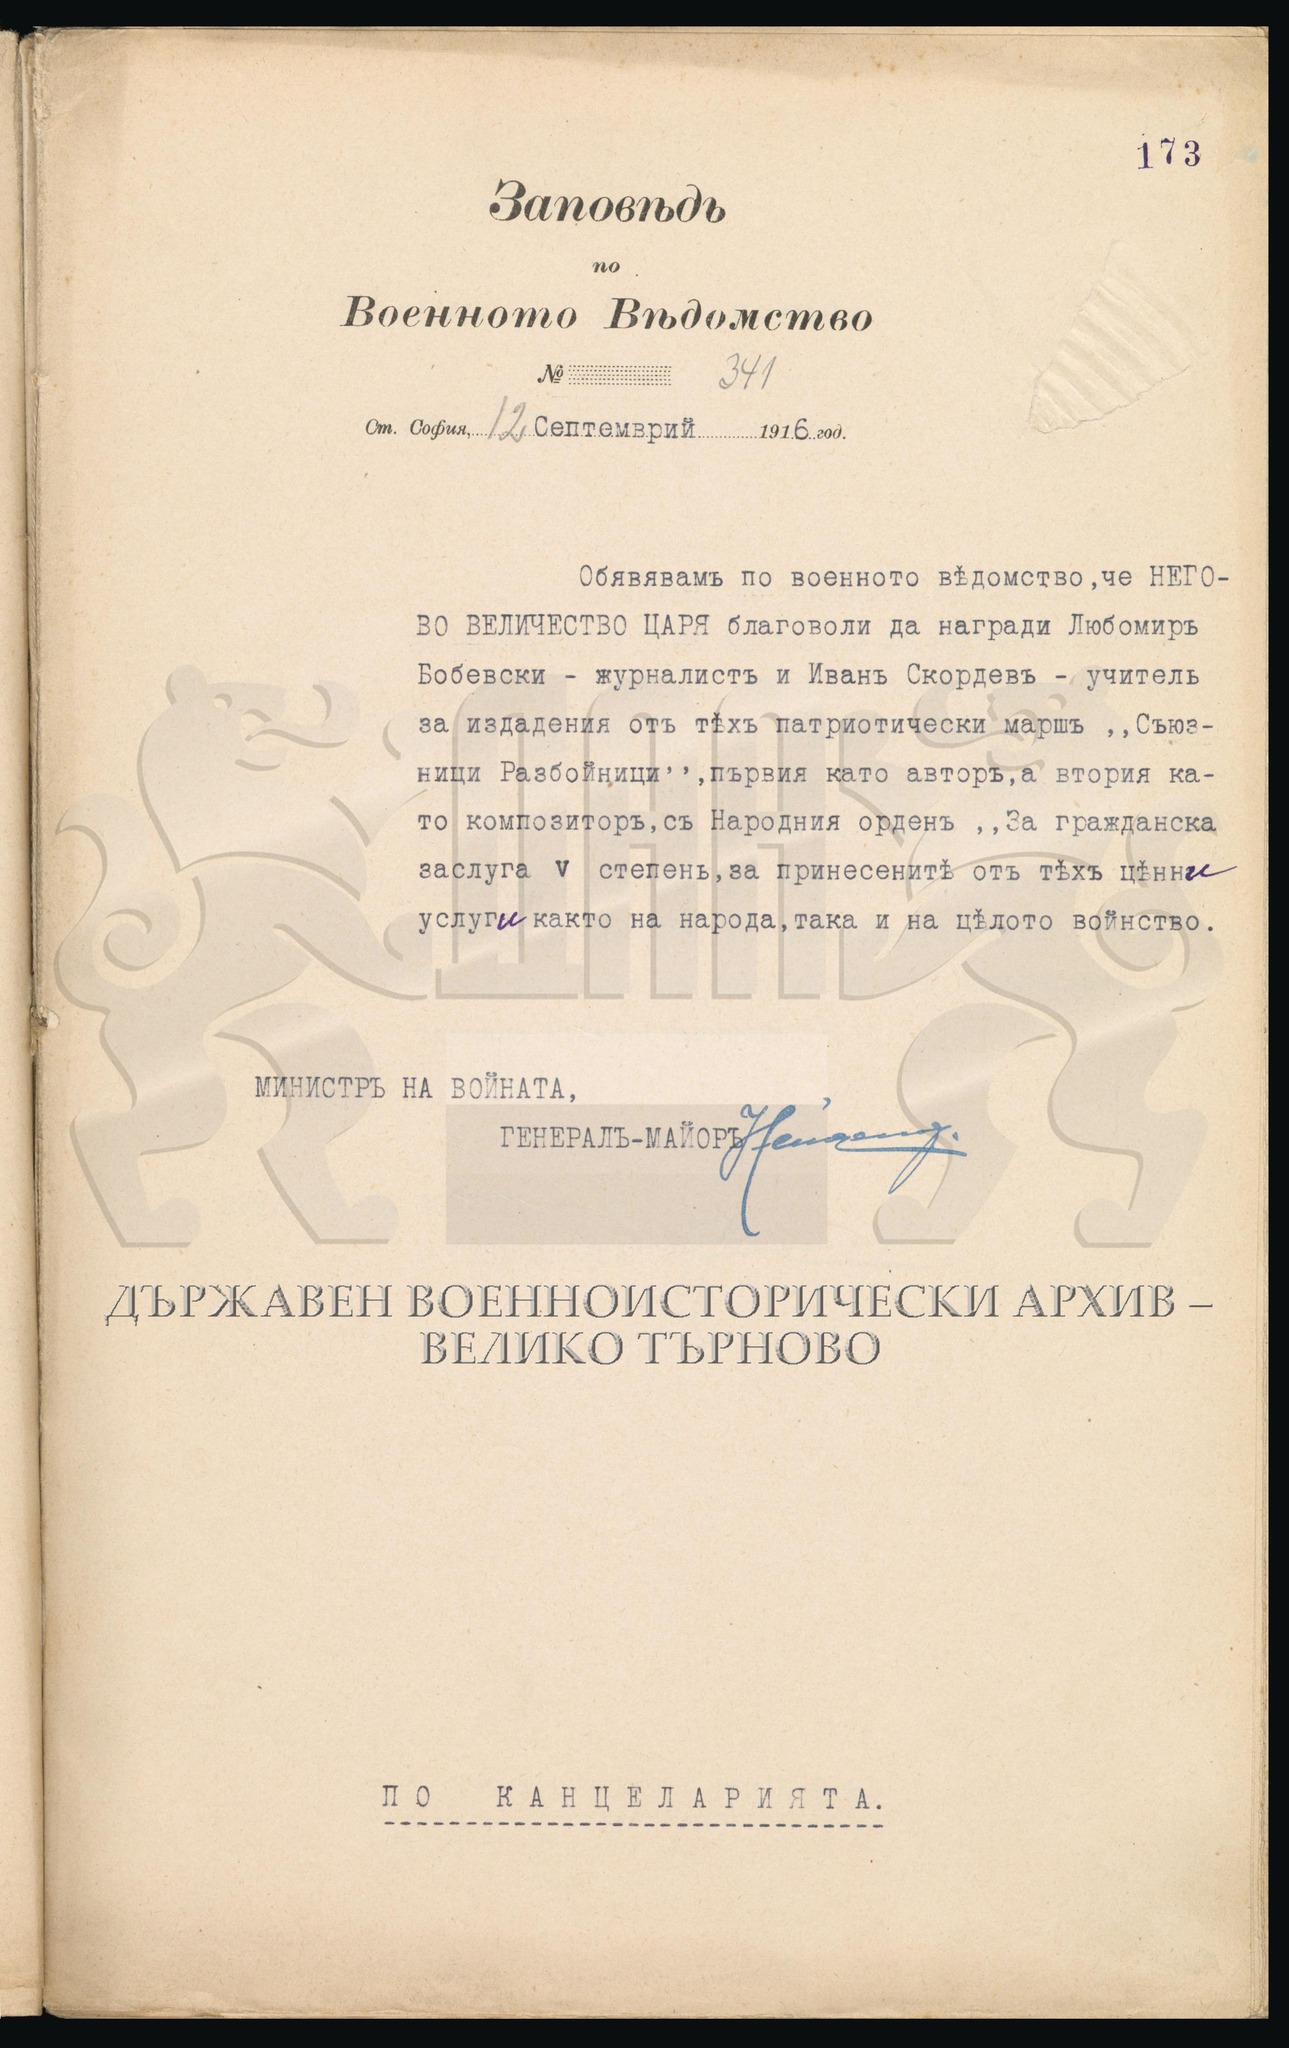 173
Заповѣдь
по
Военното Вѣдомство
№ 341
Ст. София, 12 Септемврий 1916 год.
Обявявамъ по военното вѣдомство,че НЕГО-
ВО ВЕЛИЧЕСТВО ЦАРЯ благоволи да награди Любомиръ
Бобевски - журналистъ и Иванъ Скордевъ - учитель
за издадения отъ тѣхъ патриотически маршъ ,,Съюз-
ници Разбойници’’,първия като авторъ,а втория ка-
то композиторъ,съ Народния орденъ ,,За гражданска
заслуга V степень,за принесенитѣ отъ тѣхъ цѣнни
услуги както на народа,така и на цѣлото войнство.
МИНИСТРЪ НА ВОЙНАТА,
ГЕНЕРАЛЪ-МАЙОРЪ
ДАА
ДЪРЖАВЕН ВОЕННОИСТОРИЧЕСКИ АРХИВ –
ВЕЛИКО ТЪРНОВО
ПО КАНЦЕЛАРИЯТА.